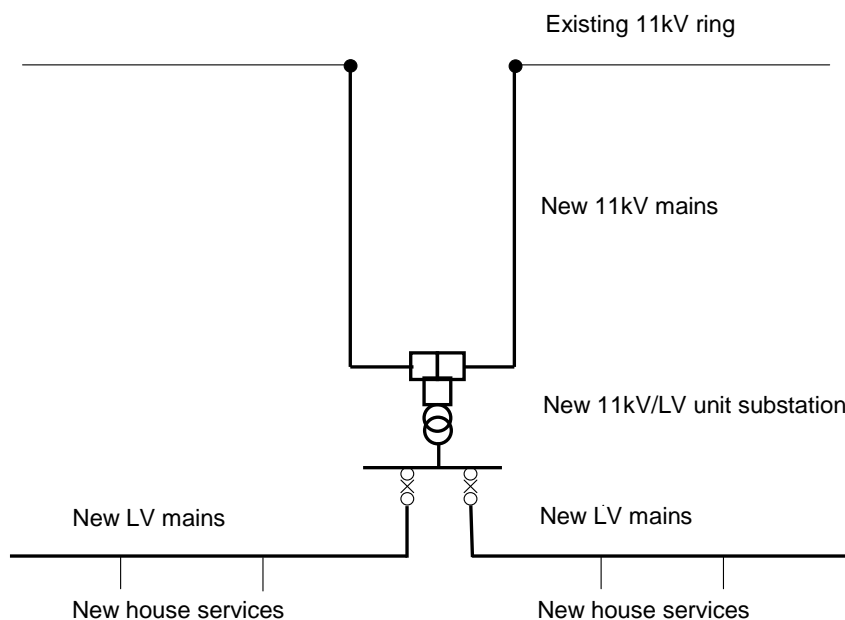 Existing 11kV ring
New 11kV mains
New 11kV/LV unit substation
New LV mains
New LV mains
New house services
New house services